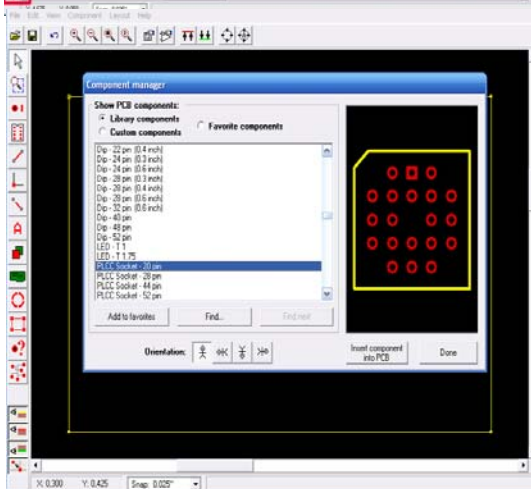 File Edit View Component Layout Help
Component manager
Show PCB components:
Library components
Custom components
Favorite components
Dip - 22 pin (0.4 inch)
Dip - 24 pin (0.3 inch)
Dip - 24 pin (0.6 inch)
Dip - 28 pin (0.3 inch)
Dip - 28 pin (0.4 inch)
Dip - 28 pin (0.6 inch)
Dip - 32 pin (0.6 inch)
Dip - 40 pin
Dip - 48 pin
Dip - 52 pin
LED - T 1
LED - T 1.75
PLCC Socket - 20 pin
PLCC Socket - 28 pin
PLCC Socket - 44 pin
PLCC Socket - 52 pin
Add to favorites
Find...
Find next
Orientation:
Insert component
into PCB
Done
A
X: 0.300 Y: 0.425 Snap: 0.025"